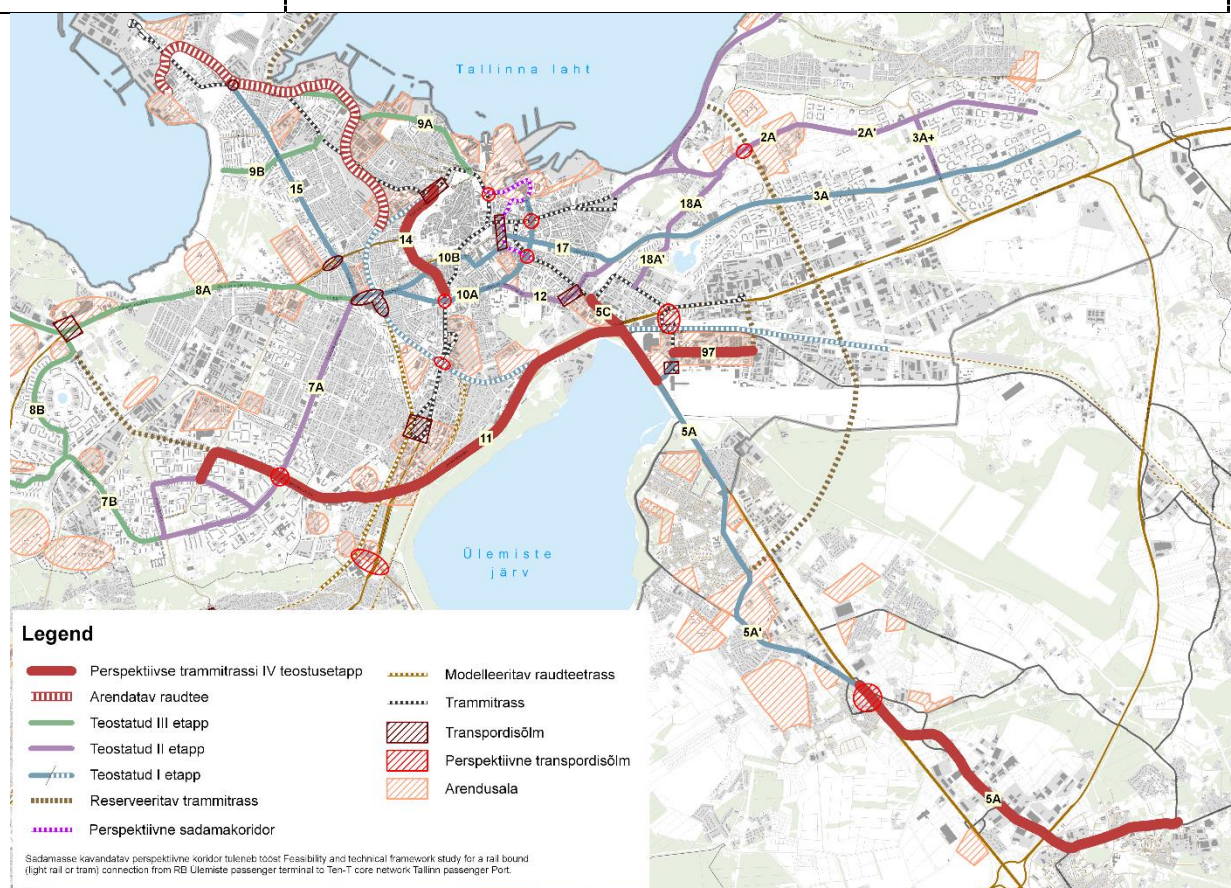 Tallinna laht
9A
2A
2A'
3A+
9B
15
3A
18A
14
17
10B
18A'
8A
10A
12
5C
97
7A
8B
11
5A
7B
Ülemiste
järv
5A'
5A
Legend
Perspektiivse trammitrassi IV teostusetapp
Arendatav raudtee
Teostatud III etapp
Teostatud II etapp
Teostatud I etapp
Reserveeritav trammitrass
Perspektiivne sadamakoridor
Modelleeritav raudteetrass
Trammitrass
Transpordisõlm
Perspektiivne transpordisõlm
Arendusala
Sadamasse kavandatav perspektiivne koridor tuleneb tööst Feasibility and technical framework study for a rail bound
(light rail or tram) connection from RB Ülemiste passenger terminal to Ten-T core network Tallinn passenger Port.